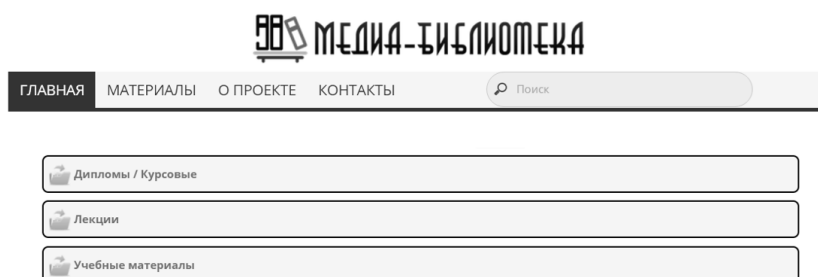 МЕДИА-БИБЛИОТЕКА
ГЛАВНАЯ МАТЕРИАЛЫ О ПРОЕКТЕ КОНТАКТЫ Поиск
Дипломы / Курсовые
Лекции
Учебные материалы